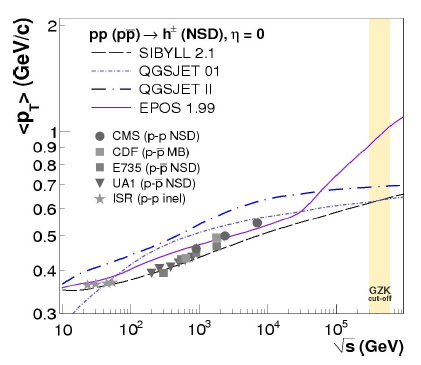 pp (pp̅) → h± (NSD), η = 0
SIBYLL 2.1
QGSJET 01
QGSJET II
EPOS 1.99
CMS (p-p NSD)
CDF (p-p̅ MB)
E735 (p-p̅ NSD)
UA1 (p-p̅ NSD)
ISR (p-p inel)
<pT> (GeV/c)
2
1
0.9
0.8
0.7
0.6
0.5
0.4
0.3
GZK
cut-off
10 10² 10³ 10⁴ 10⁵
√s (GeV)